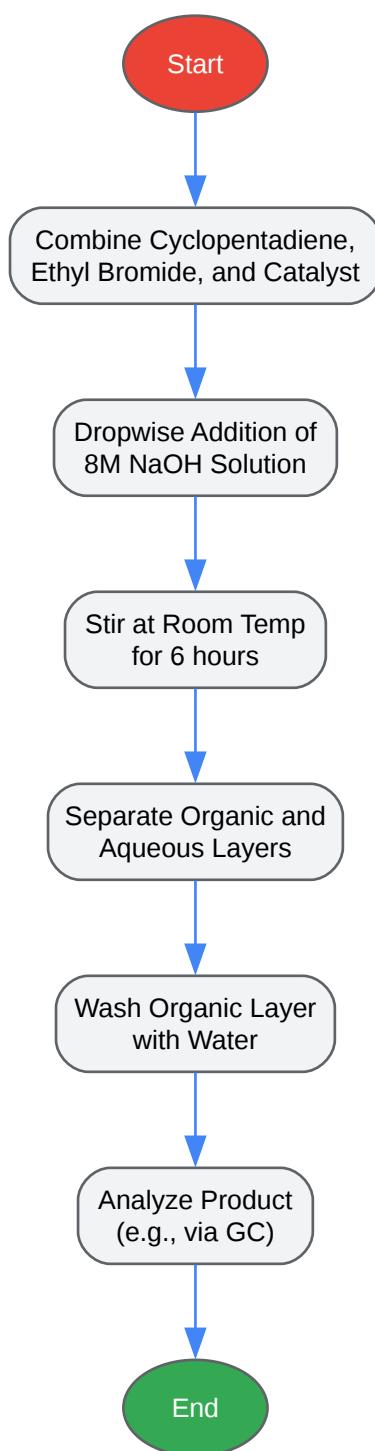 Start
Combine Cyclopentadiene,
Ethyl Bromide, and Catalyst
Dropwise Addition of
8M NaOH Solution
Stir at Room Temp
for 6 hours
Separate Organic and
Aqueous Layers
Wash Organic Layer
with Water
Analyze Product
(e.g., via GC)
End